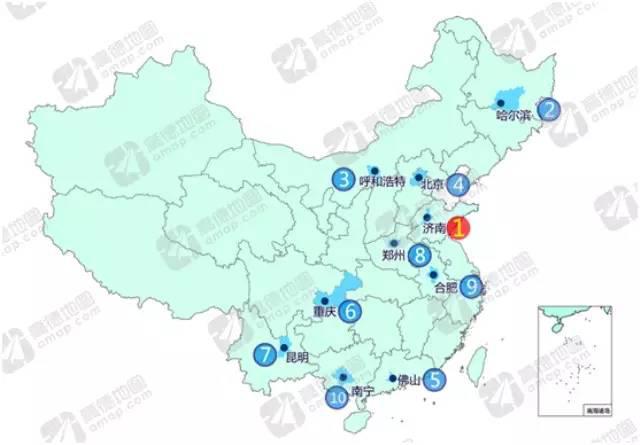 高德地图
amap.com
哈尔滨
2
3
呼和浩特
北京
4
济南
1
郑州
8
合肥
9
重庆
6
7
昆明
南宁
10
佛山
5
南海诸岛